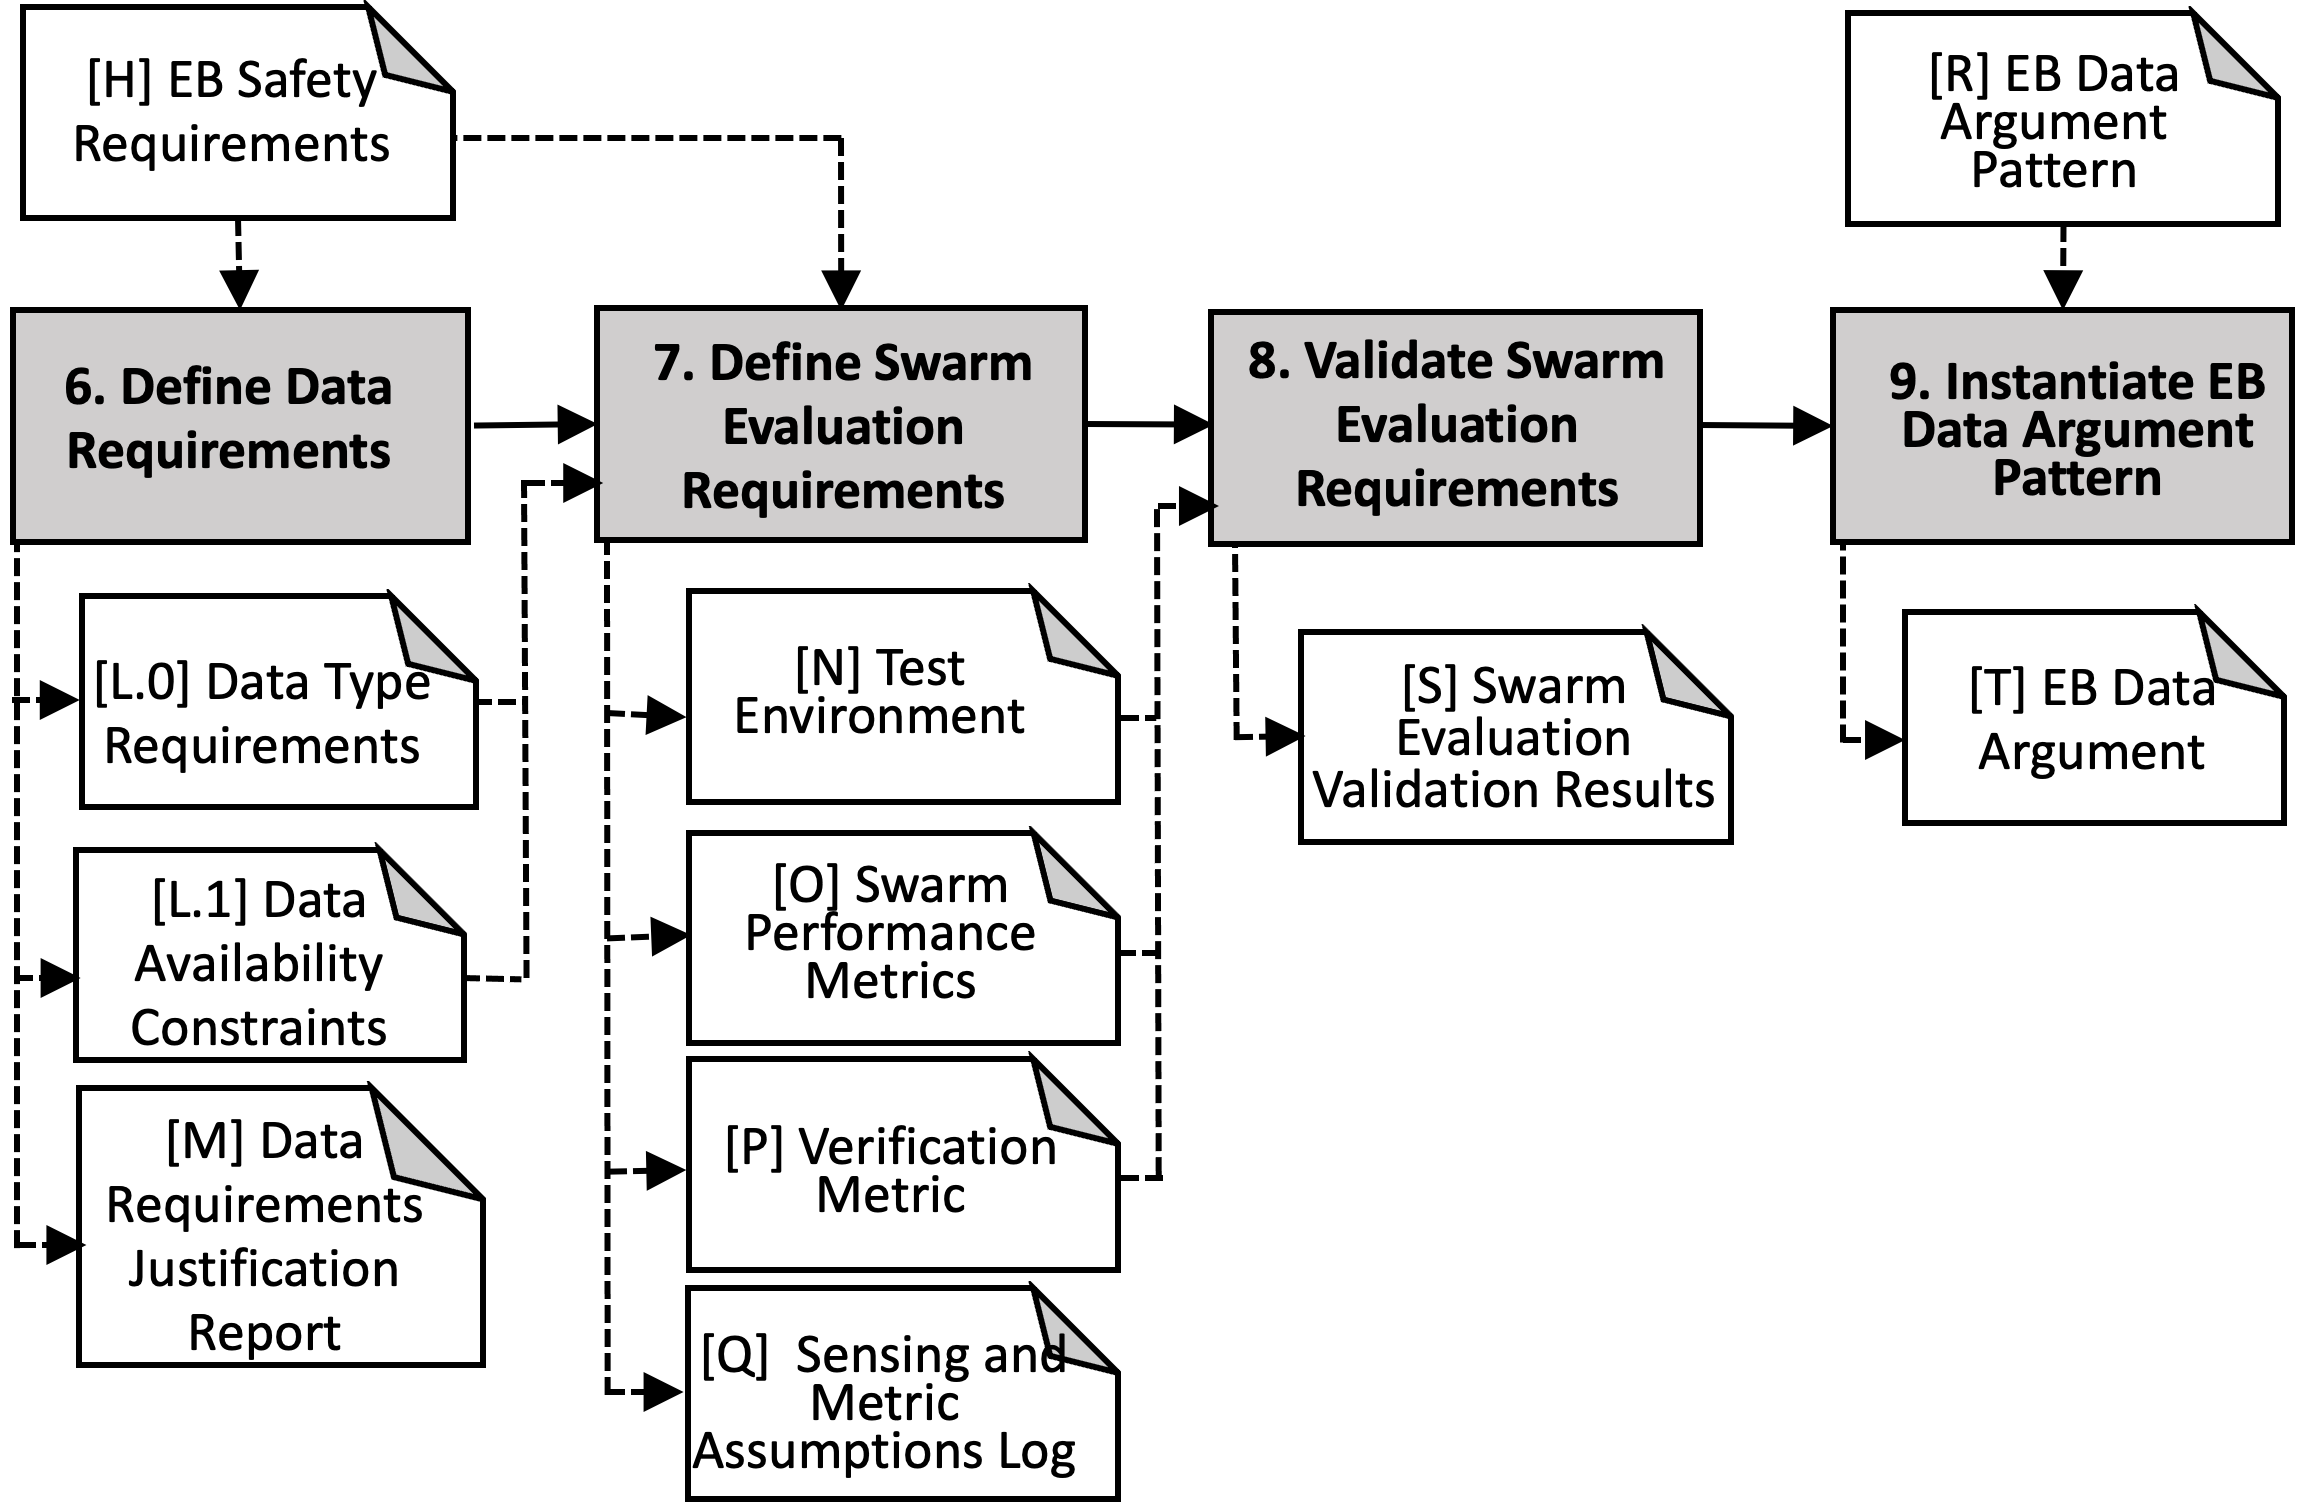 [H] EB Safety
Requirements
[R] EB Data
Argument
Pattern
6. Define Data
Requirements
7. Define Swarm
Evaluation
Requirements
8. Validate Swarm
Evaluation
Requirements
9. Instantiate EB
Data Argument
Pattern
[L.0] Data Type
Requirements
[L.1] Data
Availability
Constraints
[M] Data
Requirements
Justification
Report
[N] Test
Environment
[O] Swarm
Performance
Metrics
[P] Verification
Metric
[Q] Sensing and
Metric
Assumptions Log
[S] Swarm
Evaluation
Validation Results
[T] EB Data
Argument